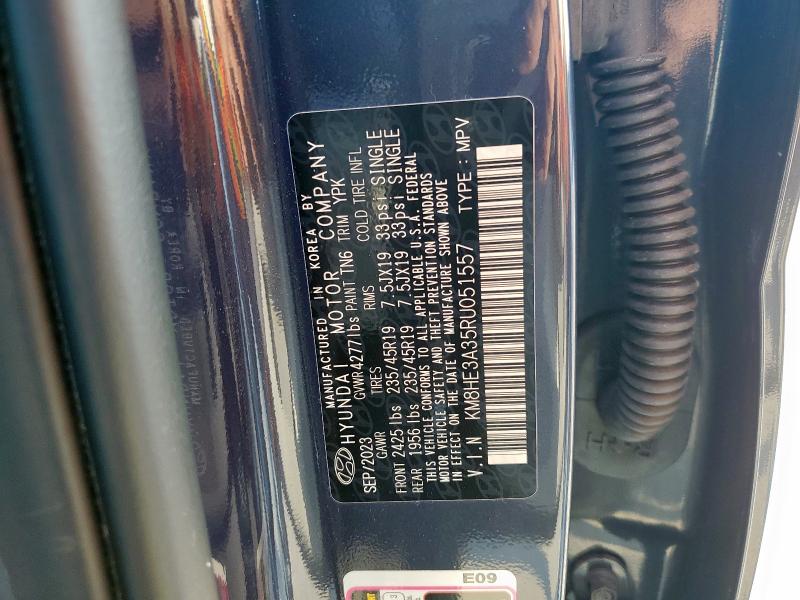 MANUFACTURED IN KOREA BY
HYUNDAI MOTOR COMPANY
SEP/2023 GVWR 4277lbs PAINT TN6 TRIM YPK
GAWR TIRES RIMS COLD TIRE INFL
FRONT 2425 lbs 235/45R19 7.5JX19 33psi SINGLE
REAR 1956 lbs 235/45R19 7.5JX19 33psi SINGLE
THIS VEHICLE CONFORMS TO ALL APPLICABLE U.S.A. FEDERAL
MOTOR VEHICLE SAFETY AND THEFT PREVENTION STANDARDS
IN EFFECT ON THE DATE OF MANUFACTURE SHOWN ABOVE
V.I.N KM8HE3A35RU051557 TYPE : MPV
E09